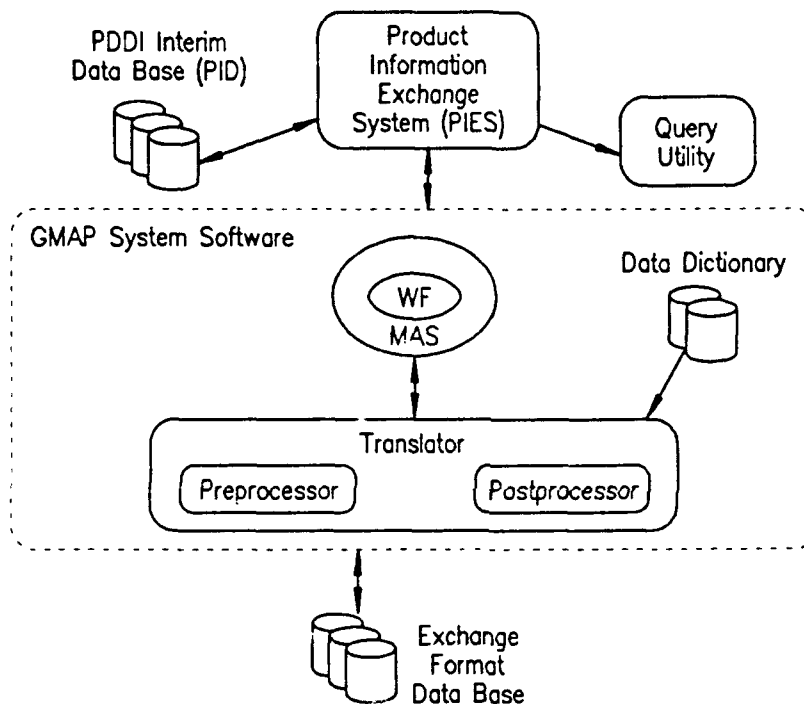 PDDI Interim
Data Base (PID)
Product
Information
Exchange
System (PIES)
Query
Utility
GMAP System Software
Data Dictionary
WF
MAS
Translator
Preprocessor
Postprocessor
Exchange
Format
Data Base